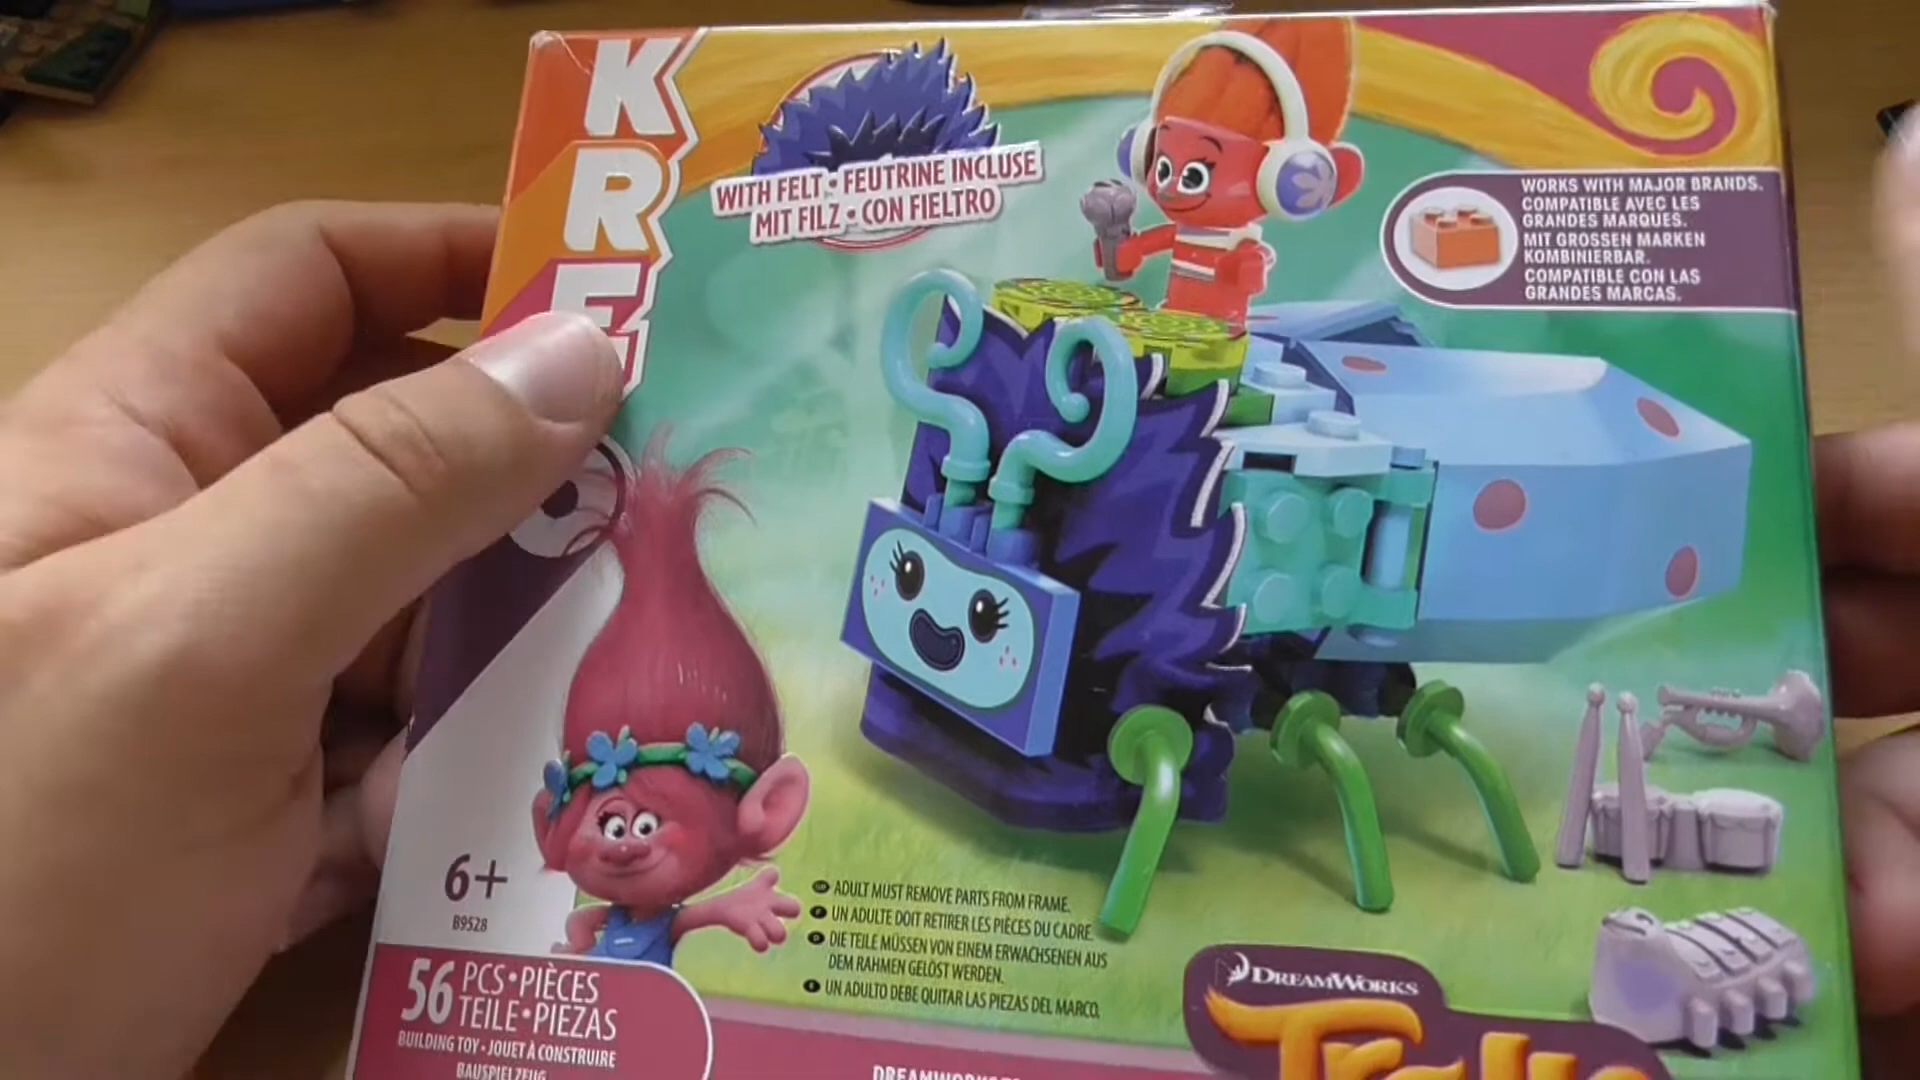 KRE
WITH FELT • FEUTRINE INCLUSE
MIT FILZ • CON FIELTRO
WORKS WITH MAJOR BRANDS.
COMPATIBLE AVEC LES
GRANDES MARQUES.
MIT GROSSEN MARKEN
KOMBINIERBAR.
COMPATIBLE CON LAS
GRANDES MARCAS.
6+
B9528
56 PCS • PIÈCES
TEILE • PIEZAS
BUILDING TOY • JOUET À CONSTRUIRE
BAUSPIELZEUG
GB ADULT MUST REMOVE PARTS FROM FRAME.
F UN ADULTE DOIT RETIRER LES PIÈCES DU CADRE.
D DIE TEILE MÜSSEN VON EINEM ERWACHSENEN AUS
DEM RAHMEN GELÖST WERDEN.
E UN ADULTO DEBE QUITAR LAS PIEZAS DEL MARCO.
DREAMWORKS
Trolls